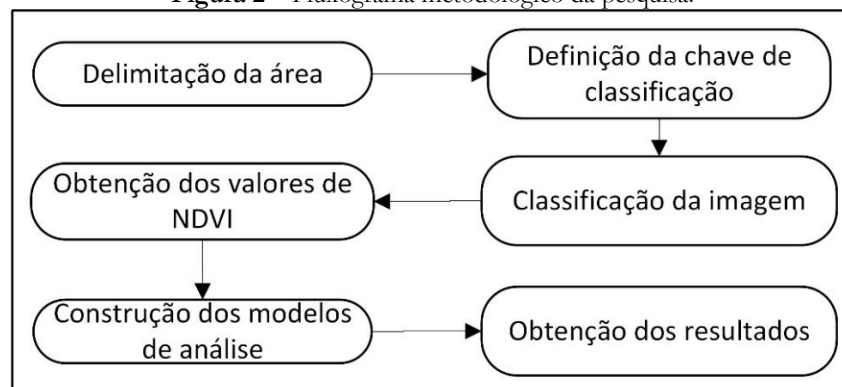 Figura 2 – Fluxograma metodológico da pesquisa.
Delimitação da área
Definição da chave de
classificação
Classificação da imagem
Obtenção dos valores de
NDVI
Construção dos modelos
de análise
Obtenção dos resultados